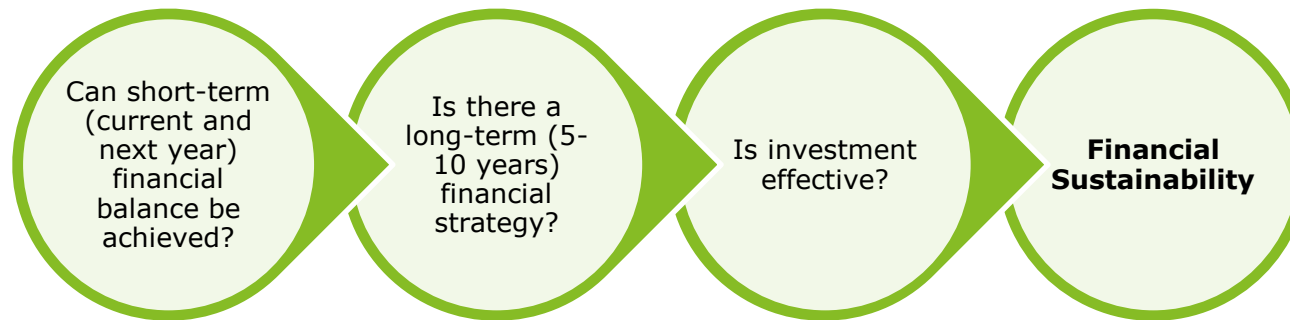 Can short-term
(current and
next year)
financial
balance be
achieved?
Is there a
long-term (5-
10 years)
financial
strategy?
Is investment
effective?
Financial
Sustainability